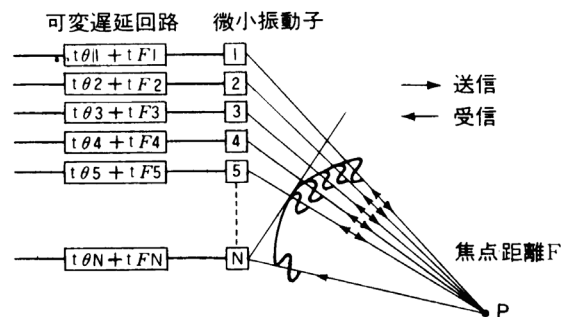 可変遅延回路 微小振動子
tθ1+tF1 1
tθ2+tF2 2
tθ3+tF3 3
tθ4+tF4 4
tθ5+tF5 5
tθN+tFN N
送信
受信
焦点距離F
P